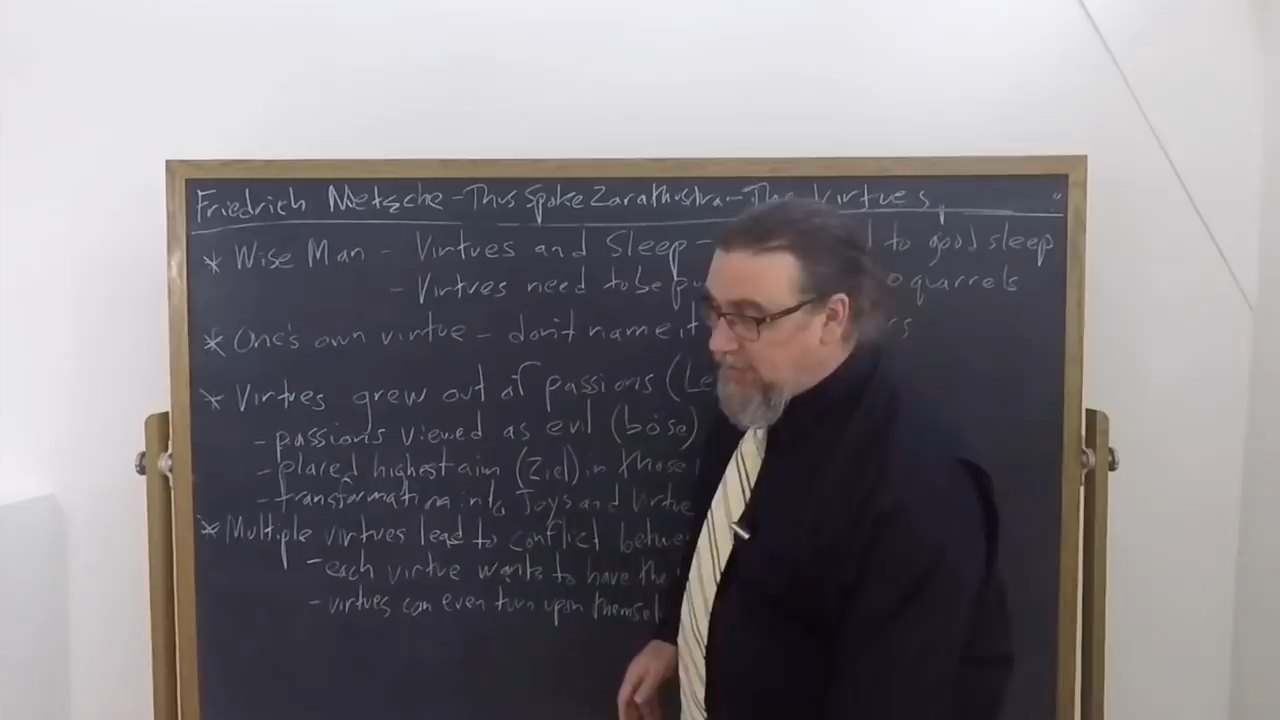 Friedrich Nietzsche - Thus Spoke Zarathustra - The Virtues
* Wise Man - Virtues and Sleep - to good sleep
- Virtues need to be quarrels
* One's own virtue - don't name it
* Virtues grew out of passions (
- passions viewed as evil (böse)
- placed highest aim (Ziel) in those
- transformation into Joys and Virtue
* Multiple virtues lead to conflict
- each virtue wants to have the
- virtues can even turn upon